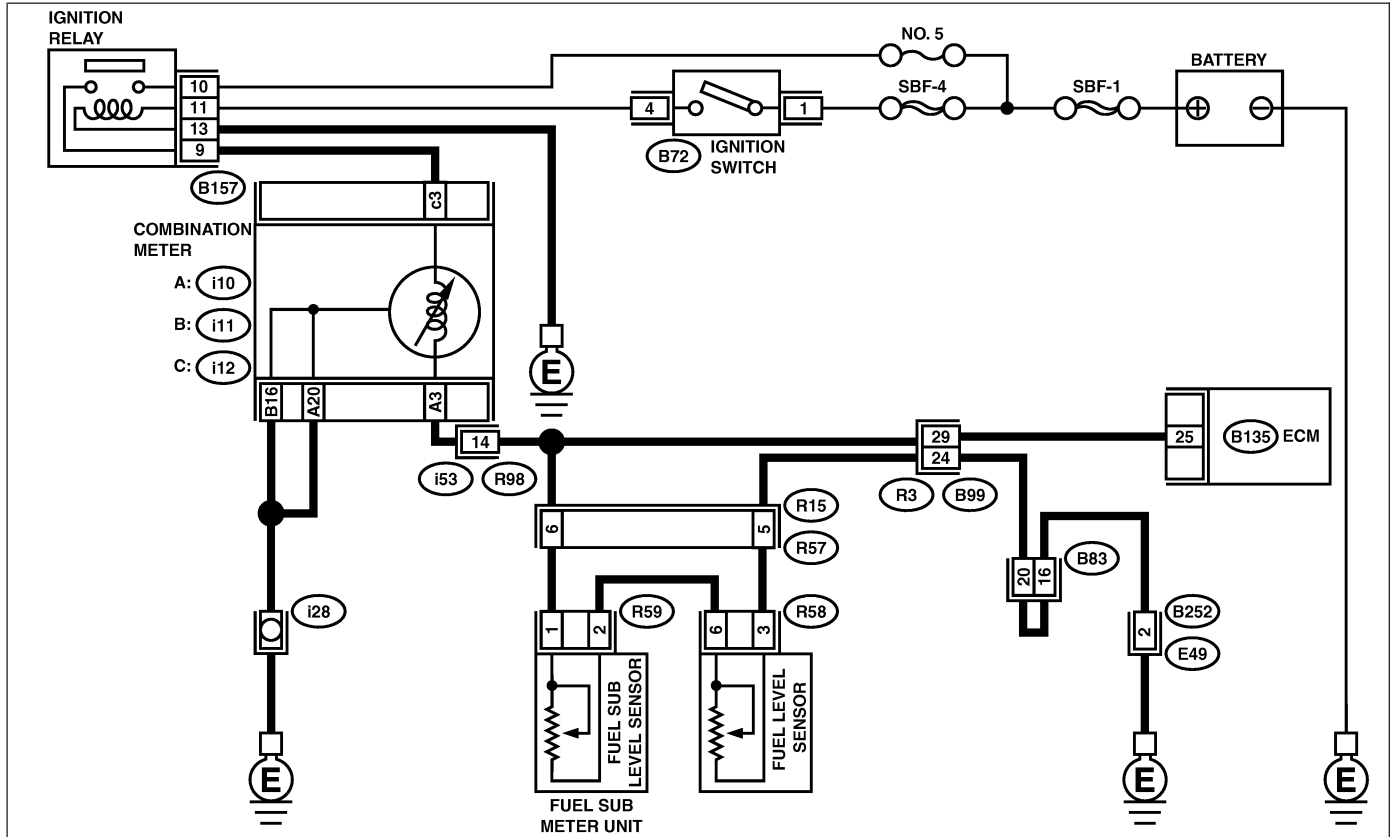 IGNITION
RELAY
NO. 5
BATTERY
SBF-4
SBF-1
10
11
13
9
4
1
B72
IGNITION
SWITCH
B157
c3
COMBINATION
METER
A: i10
B: i11
C: i12
E
B16
A20
A3
14
i53
R98
29
24
R3
B99
25
B135
ECM
6
5
R15
R57
20
16
B83
i28
1
2
R59
6
3
R58
2
B252
E49
FUEL SUB
LEVEL SENSOR
FUEL LEVEL
SENSOR
E
E
E
FUEL SUB
METER UNIT